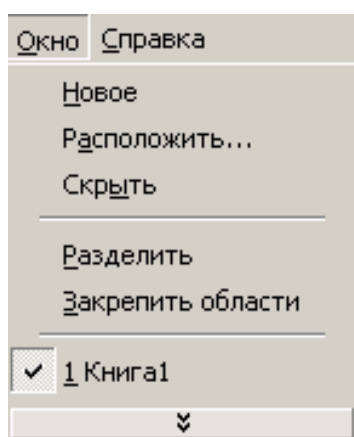 Окно Справка
Новое
Расположить...
Скрыть
Разделить
Закрепить области
1 Книга1